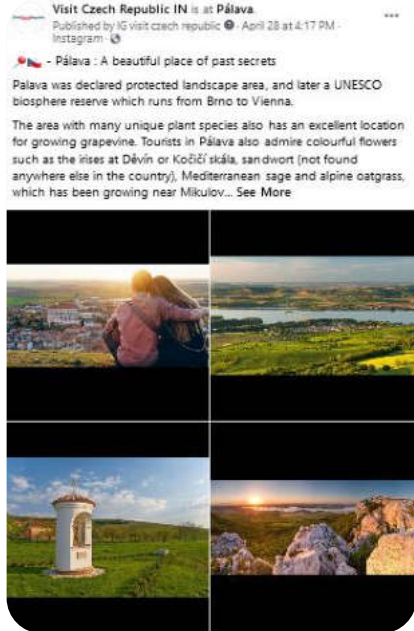 Visit Czech Republic IN is at Pálava.
Published by IG visit czech republic · April 28 at 4:17 PM ·
Instagram ·
- Pálava : A beautiful place of past secrets
Palava was declared protected landscape area, and later a UNESCO
biosphere reserve which runs from Brno to Vienna.
The area with many unique plant species also has an excellent location
for growing grapevine. Tourists in Pálava also admire colourful flowers
such as the irises at Děvín or Kočičí skála, sandwort (not found
anywhere else in the country), Mediterranean sage and alpine oatgrass,
which has been growing near Mikulov... See More